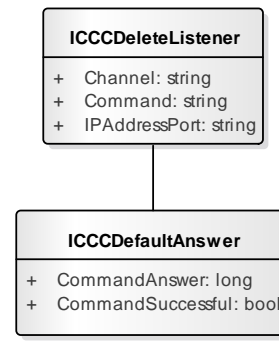 ICCCDeleteListener
+ Channel: string
+ Command: string
+ IPAddressPort: string
ICCCDefaultAnswer
+ CommandAnswer: long
+ CommandSuccessful: bool